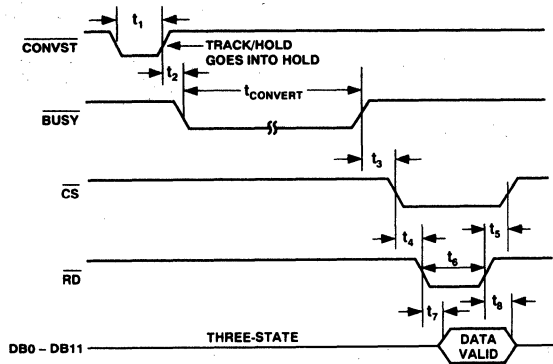 t1
CONVST
TRACK/HOLD
GOES INTO HOLD
t2
tCONVERT
BUSY
t3
CS
t4
t5
t6
RD
t7
t8
DB0 – DB11
THREE-STATE
DATA
VALID